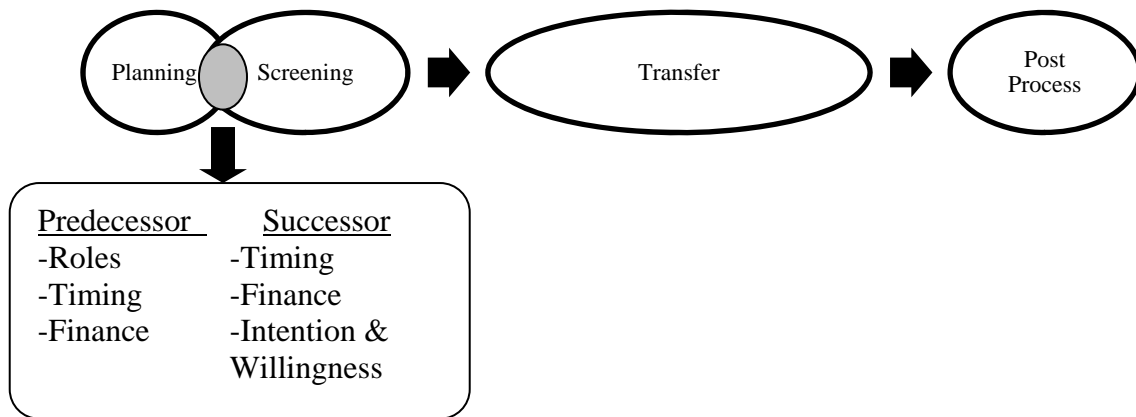 Planning
Screening
Transfer
Post
Process
Predecessor Successor
-Roles -Timing
-Timing -Finance
-Finance -Intention &
Willingness